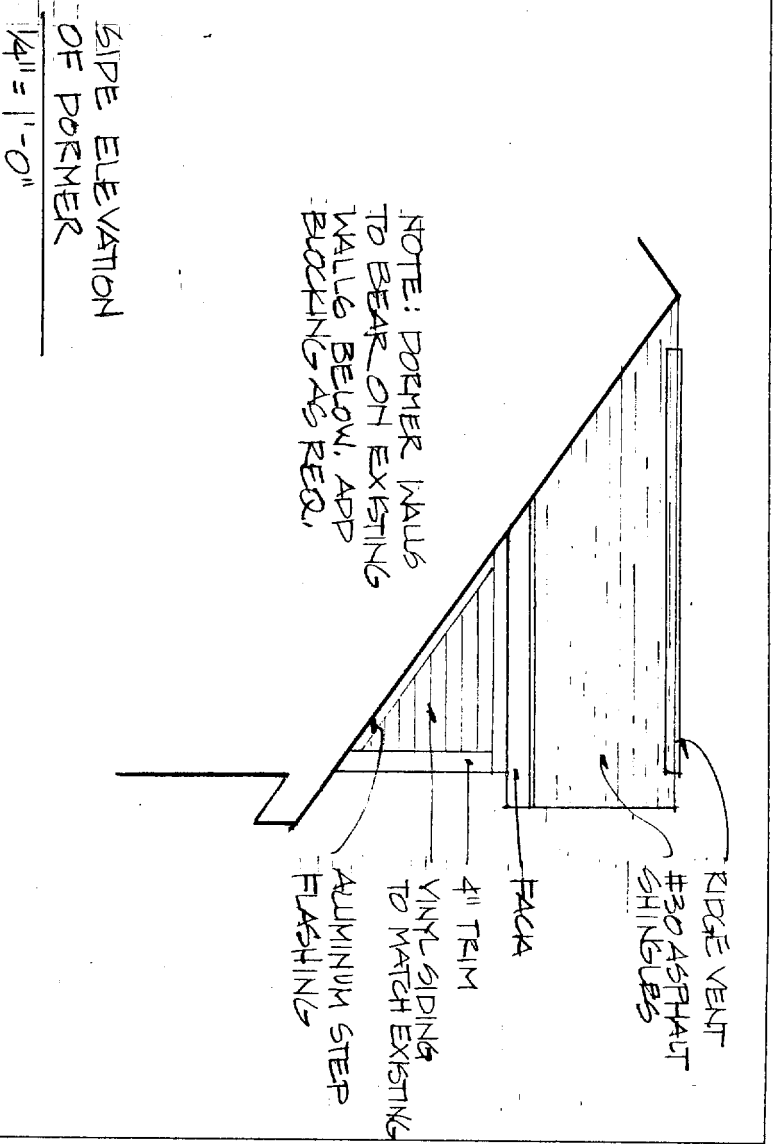 RIDGE VENT
#30 ASPHALT
SHINGLES
FACIA
4" TRIM
VINYL SIDING
TO MATCH EXISTING
ALUMINUM STEP
FLASHING
NOTE: DORMER WALLS
TO BEAR ON EXISTING
WALLS BELOW. ADD
BLOCKING AS REQ.
SIDE ELEVATION
OF DORMER
1/4" = 1'-0"